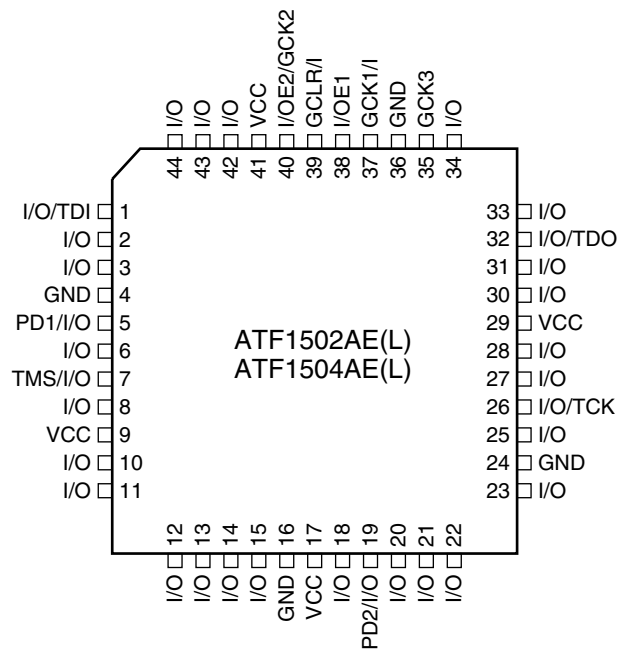 I/O
I/O
I/O
VCC
I/OE2/GCK2
GCLR/I
I/OE1
GCK1/I
GND
GCK3
I/O
44
43
42
41
40
39
38
37
36
35
34
I/O/TDI 1
I/O 2
I/O 3
GND 4
PD1/I/O 5
I/O 6
TMS/I/O 7
I/O 8
VCC 9
I/O 10
I/O 11
ATF1502AE(L)
ATF1504AE(L)
33 I/O
32 I/O/TDO
31 I/O
30 I/O
29 VCC
28 I/O
27 I/O
26 I/O/TCK
25 I/O
24 GND
23 I/O
12
13
14
15
16
17
18
19
20
21
22
I/O
I/O
I/O
I/O
GND
VCC
I/O
PD2/I/O
I/O
I/O
I/O